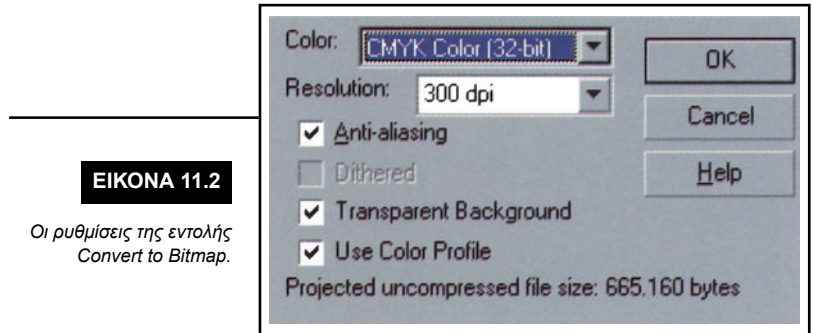 Color: CMYK Color (32-bit) OK
Resolution: 300 dpi
Anti-aliasing Cancel
Dithered Help
Transparent Background
Use Color Profile
Projected uncompressed file size: 665.160 bytes
ΕΙΚΟΝΑ 11.2
Οι ρυθμίσεις της εντολής
Convert to Bitmap.